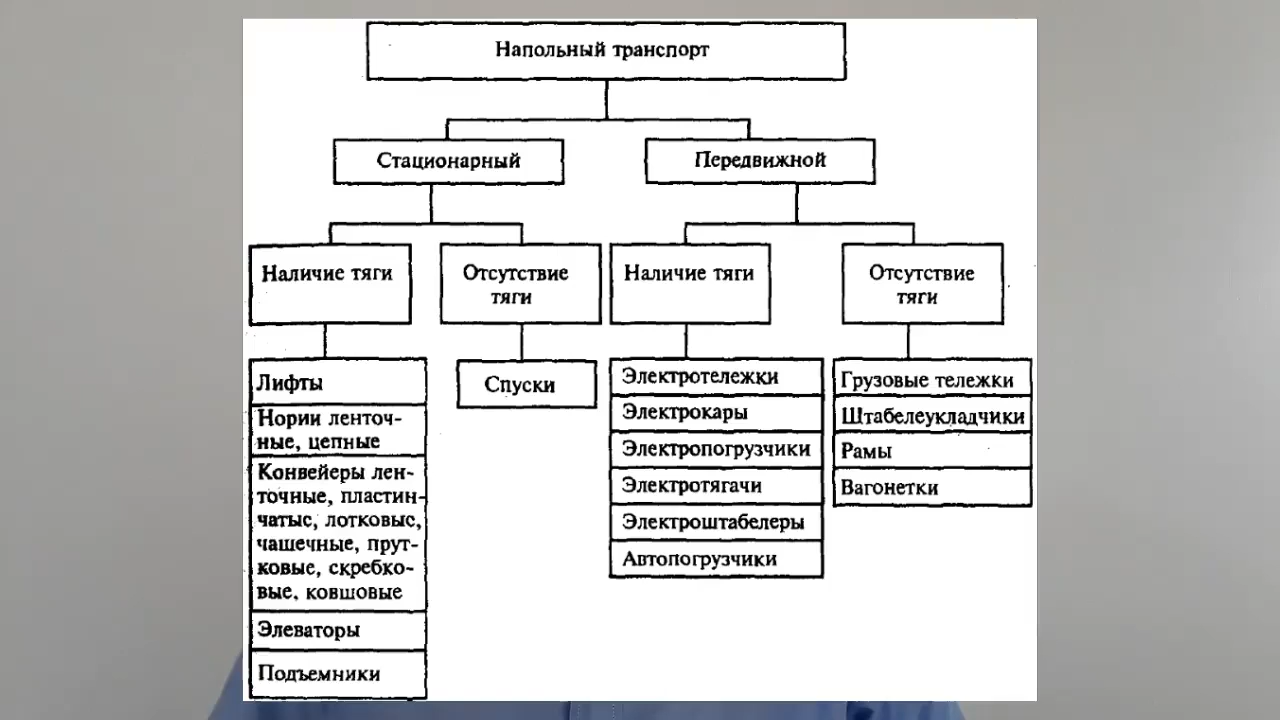 Напольный транспорт
Стационарный
Передвижной
Наличие тяги
Отсутствие
тяги
Наличие тяги
Отсутствие
тяги
Лифты
Нории ленточ-
ные, цепные
Конвейеры лен-
точные, пластин-
чатые, лотковые,
чашечные, прут-
ковые, скребко-
вые, ковшовые
Элеваторы
Подъемники
Спуски
Электротележки
Электрокары
Электропогрузчики
Электротягачи
Электроштабелеры
Автопогрузчики
Грузовые тележки
Штабелеукладчики
Рамы
Вагонетки